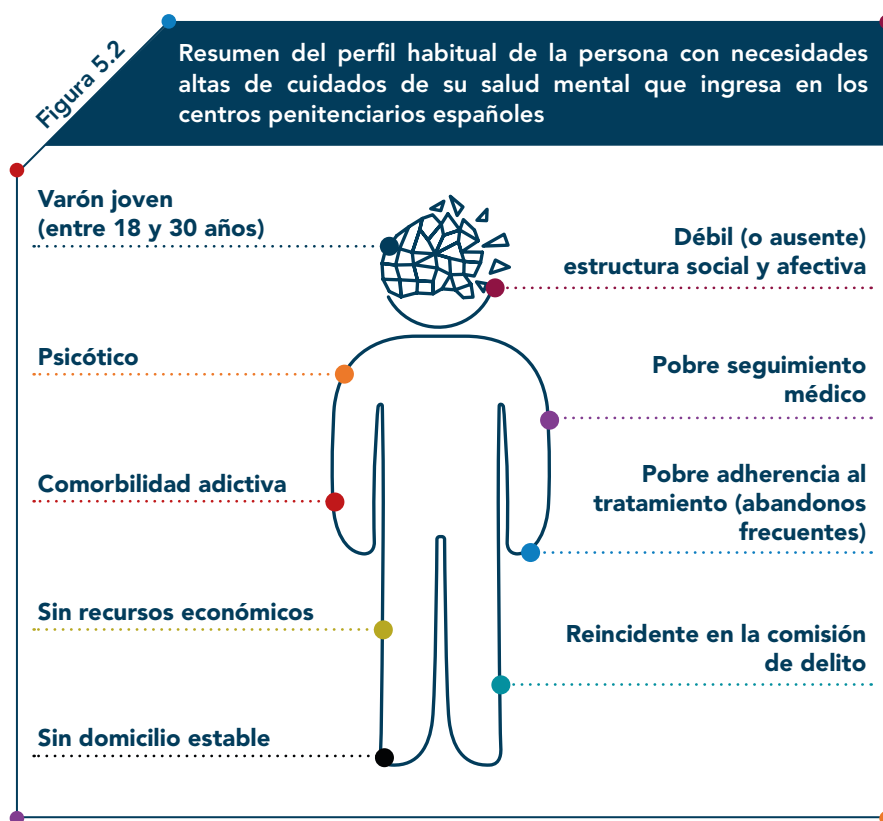 Figura 5.2
Resumen del perfil habitual de la persona con necesidades
altas de cuidados de su salud mental que ingresa en los
centros penitenciarios españoles
Varón joven
(entre 18 y 30 años)
Psicótico
Comorbilidad adictiva
Sin recursos económicos
Sin domicilio estable
Débil (o ausente)
estructura social y afectiva
Pobre seguimiento
médico
Pobre adherencia al
tratamiento (abandonos
frecuentes)
Reincidente en la comisión
de delito